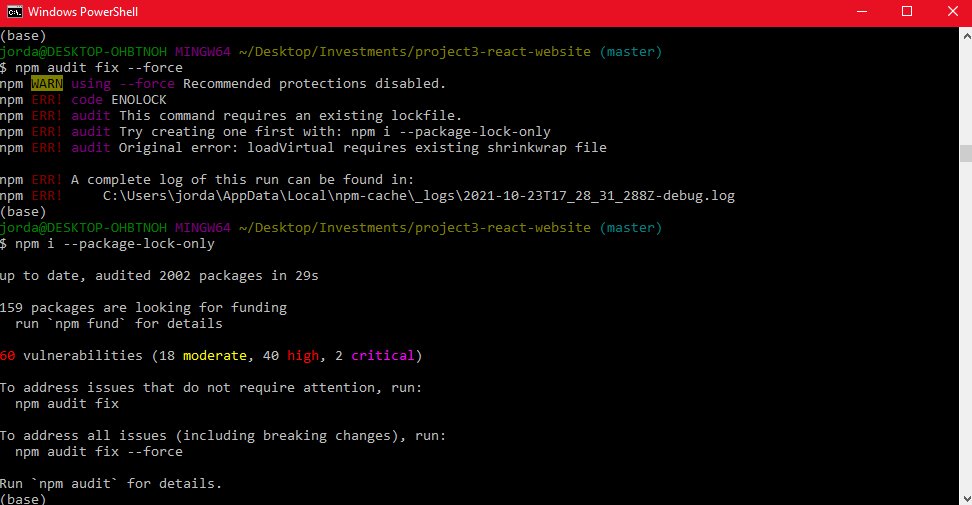 Windows PowerShell
(base)
jorda@DESKTOP-OHBTNOH MINGW64 ~/Desktop/Investments/project3-react-website (master)
$ npm audit fix --force
npm WARN using --force Recommended protections disabled.
npm ERR! code ENOLOCK
npm ERR! audit This command requires an existing lockfile.
npm ERR! audit Try creating one first with: npm i --package-lock-only
npm ERR! audit Original error: loadVirtual requires existing shrinkwrap file
npm ERR! A complete log of this run can be found in:
npm ERR!     C:\Users\jorda\AppData\Local\npm-cache\_logs\2021-10-23T17_28_31_288Z-debug.log
(base)
jorda@DESKTOP-OHBTNOH MINGW64 ~/Desktop/Investments/project3-react-website (master)
$ npm i --package-lock-only
up to date, audited 2002 packages in 29s
159 packages are looking for funding
  run `npm fund` for details
60 vulnerabilities (18 moderate, 40 high, 2 critical)
To address issues that do not require attention, run:
  npm audit fix
To address all issues (including breaking changes), run:
  npm audit fix --force
Run `npm audit` for details.
(base)